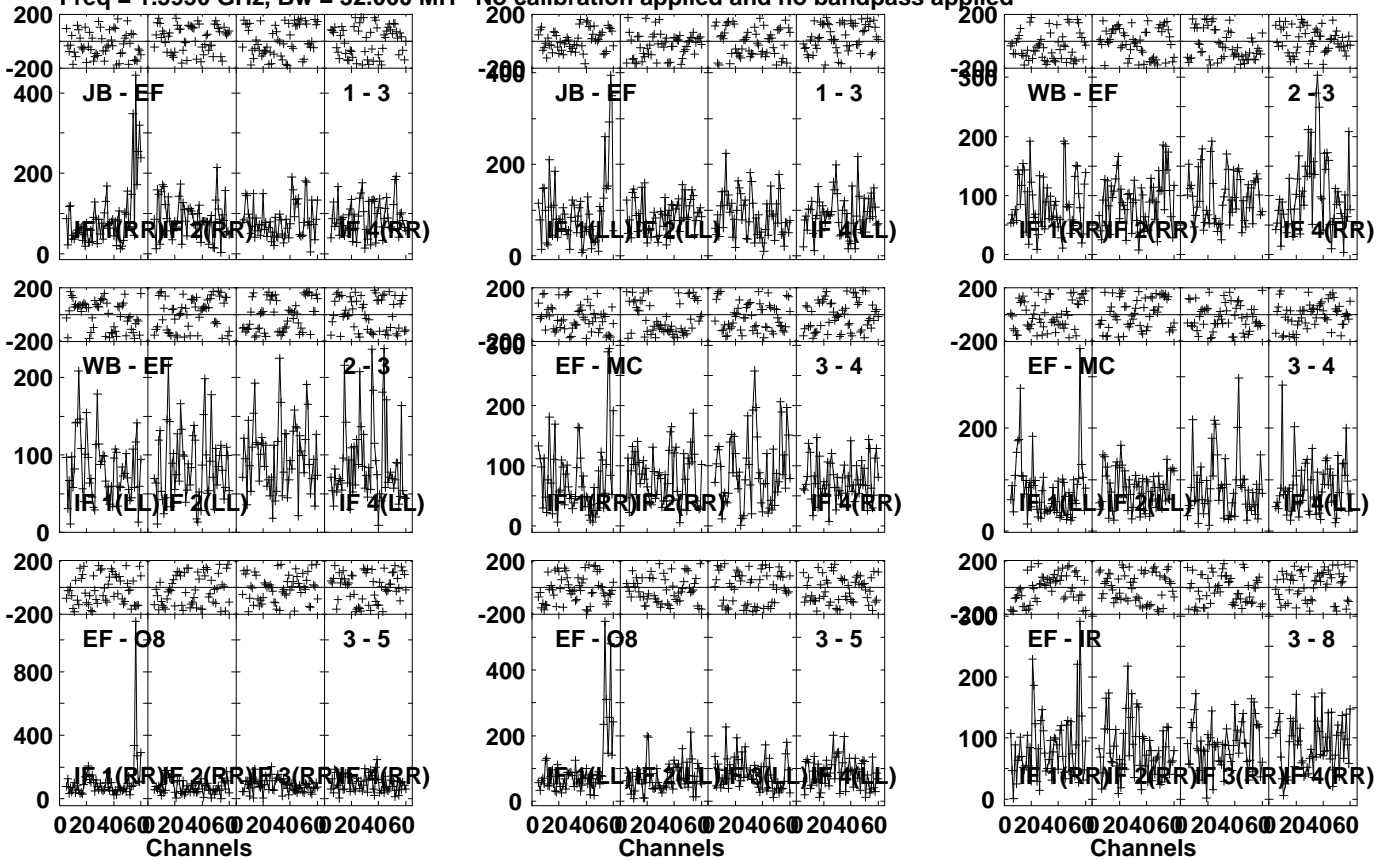 No calibration applied and no bandpass applied
200
200
200
-200
-200
-200
JB - EF 1 - 3
JB - EF 1 - 3
WB - EF 2 - 3
400
400
300
200
200
200
100
0
0
0
IF 1(RR) IF 2(RR) IF 4(RR)
IF 1(LL) IF 2(LL) IF 4(LL)
IF 1(RR) IF 2(RR) IF 4(RR)
200
200
200
-200
-200
-200
WB - EF 2 - 3
EF - MC 3 - 4
EF - MC 3 - 4
200
100
0
300
200
100
0
200
0
IF 1(LL) IF 2(LL) IF 4(LL)
IF 1(RR) IF 2(RR) IF 4(RR)
IF 1(LL) IF 2(LL) IF 4(LL)
200
200
200
-200
-200
-200
EF - O8 3 - 5
EF - O8 3 - 5
EF - IR 3 - 8
800
400
0
400
200
0
300
200
100
0
IF 1(RR) IF 2(RR) IF 3(RR) IF 4(RR)
IF 1(LL) IF 2(LL) IF 3(LL) IF 4(LL)
IF 1(RR) IF 2(RR) IF 3(RR) IF 4(RR)
0 20 40 60 0 20 40 60 0 20 40 60 0 20 40 60
0 20 40 60 0 20 40 60 0 20 40 60 0 20 40 60
0 20 40 60 0 20 40 60 0 20 40 60 0 20 40 60
Channels
Channels
Channels